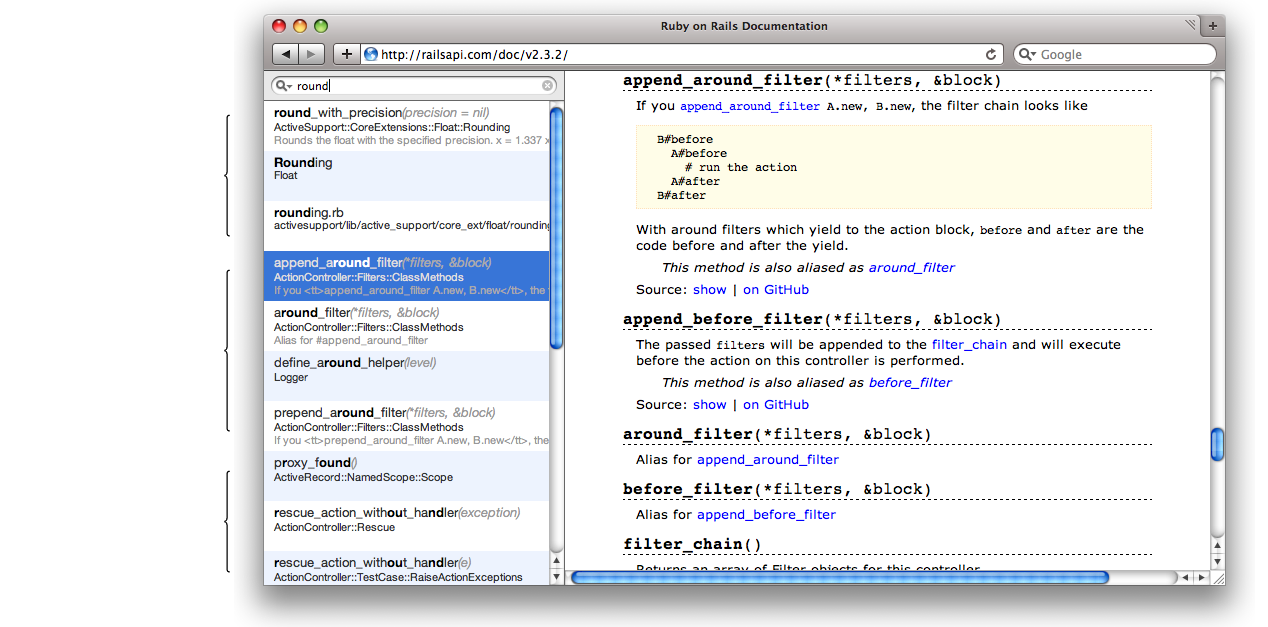 Ruby on Rails Documentation
http://railsapi.com/doc/v2.3.2/
Google
round
round_with_precision(precision = nil)
ActiveSupport::CoreExtensions::Float::Rounding
Rounds the float with the specified precision. x = 1.337 x
Rounding
Float
rounding.rb
activesupport/lib/active_support/core_ext/float/rounding
append_around_filter(*filters, &block)
ActionController::Filters::ClassMethods
If you <tt>append_around_filter A.new, B.new</tt>, the
around_filter(*filters, &block)
ActionController::Filters::ClassMethods
Alias for #append_around_filter
define_around_helper(level)
Logger
prepend_around_filter(*filters, &block)
ActionController::Filters::ClassMethods
If you <tt>prepend_around_filter A.new, B.new</tt>, the
proxy_found()
ActiveRecord::NamedScope::Scope
rescue_action_without_handler(exception)
ActionController::Rescue
rescue_action_without_handler(e)
ActionController::TestCase::RaiseActionExceptions
append_around_filter(*filters, &block)
If you append_around_filter A.new, B.new, the filter chain looks like
B#before
A#before
# run the action
A#after
B#after
With around filters which yield to the action block, before and after are the
code before and after the yield.
This method is also aliased as around_filter
Source: show | on GitHub
append_before_filter(*filters, &block)
The passed filters will be appended to the filter_chain and will execute
before the action on this controller is performed.
This method is also aliased as before_filter
Source: show | on GitHub
around_filter(*filters, &block)
Alias for append_around_filter
before_filter(*filters, &block)
Alias for append_before_filter
filter_chain()
Returns an array of Filter objects for this controller.